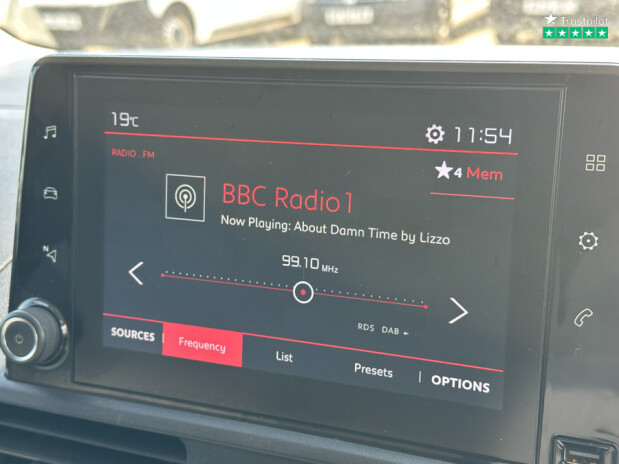 Trustpilot
19°C
11:54
RADIO . FM
4 Mem
BBC Radio 1
Now Playing: About Damn Time by Lizzo
99.10 MHz
N
RDS DAB
SOURCES
Frequency
List
Presets
OPTIONS